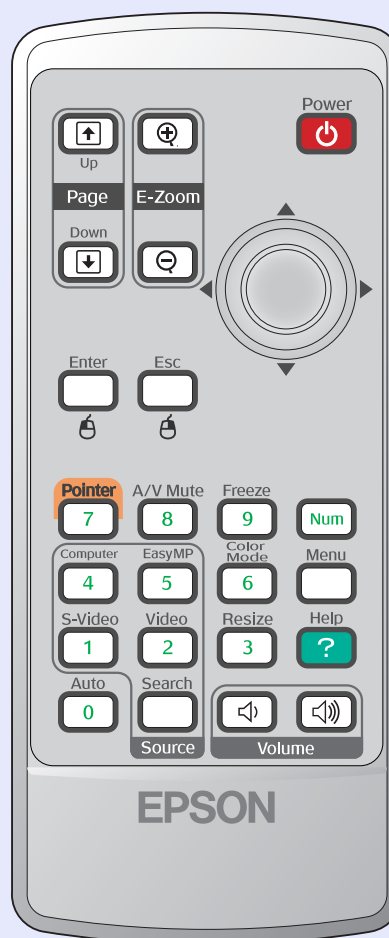 Power
Up
Page E-Zoom
Down
Enter Esc
Pointer A/V Mute Freeze
7 8 9 Num
Computer EasyMP Color Mode Menu
4 5 6
S-Video Video Resize Help
1 2 3 ?
Auto Search
0
Source Volume
EPSON